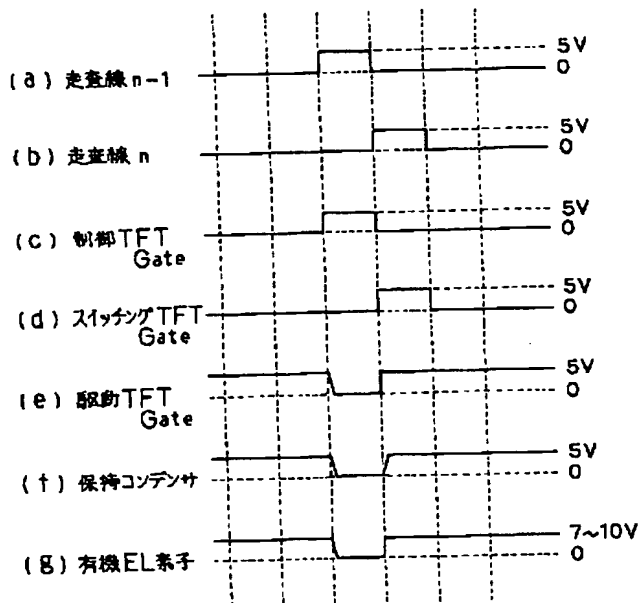 5V
(a) 走査線n-1
0
5V
(b) 走査線n
0
5V
(c) 制御TFT
0
Gate
5V
(d) スイッチングTFT
0
Gate
5V
(e) 駆動TFT
0
Gate
5V
(f) 保持コンデンサ
0
7~10V
(g) 有機EL素子
0